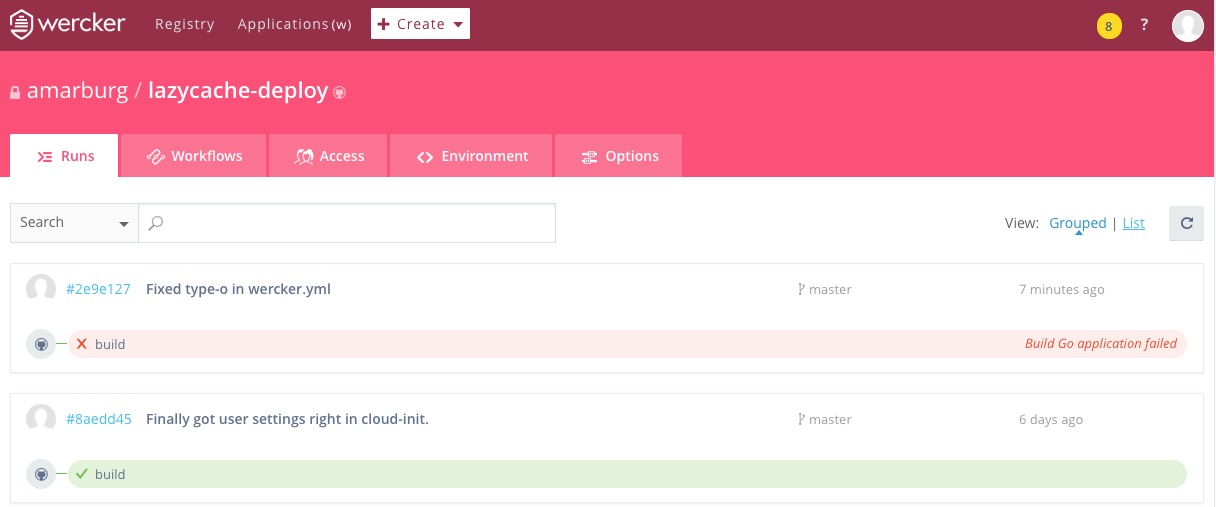 wercker Registry Applications (w) + Create 8 ?
amarburg / lazycache-deploy
Runs Workflows Access Environment Options
Search View: Grouped | List
#2e9e127 Fixed type-o in wercker.yml master 7 minutes ago
build Build Go application failed
#8aedd45 Finally got user settings right in cloud-init. master 6 days ago
build